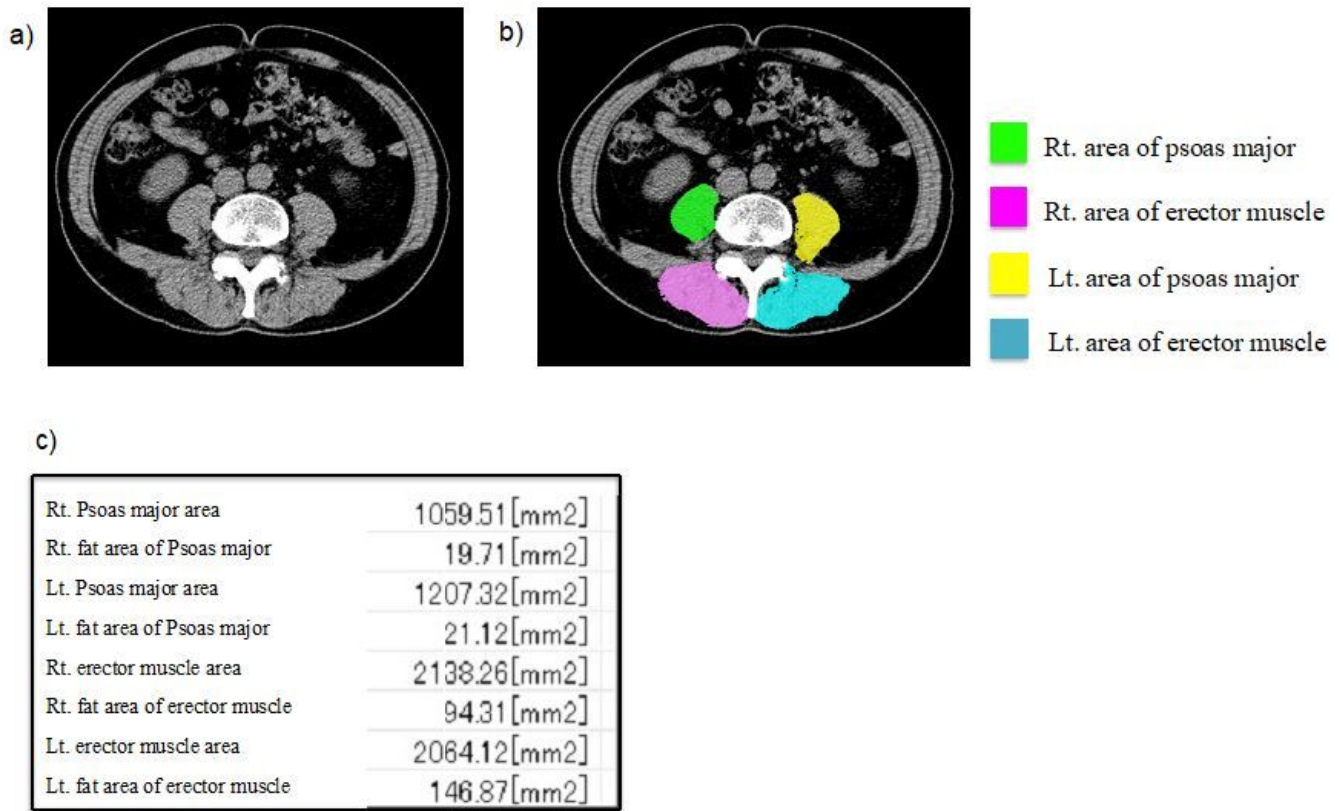 a)
b)
Rt. area of psoas major
Rt. area of erector muscle
Lt. area of psoas major
Lt. area of erector muscle
c)
Rt. Psoas major area 1059.51[mm2]
Rt. fat area of Psoas major 19.71[mm2]
Lt. Psoas major area 1207.32[mm2]
Lt. fat area of Psoas major 21.12[mm2]
Rt. erector muscle area 2138.26[mm2]
Rt. fat area of erector muscle 94.31[mm2]
Lt. erector muscle area 2064.12[mm2]
Lt. fat area of erector muscle 146.87[mm2]